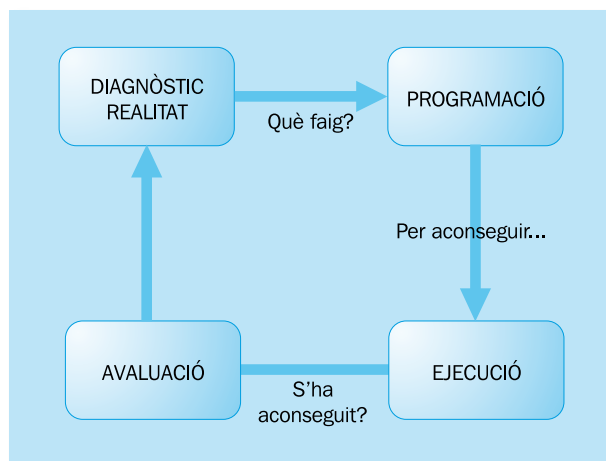 DIAGNÒSTIC
REALITAT
Què faig?
PROGRAMACIÓ
Per aconseguir...
EJECUCIÓ
S'ha
aconseguit?
AVALUACIÓ